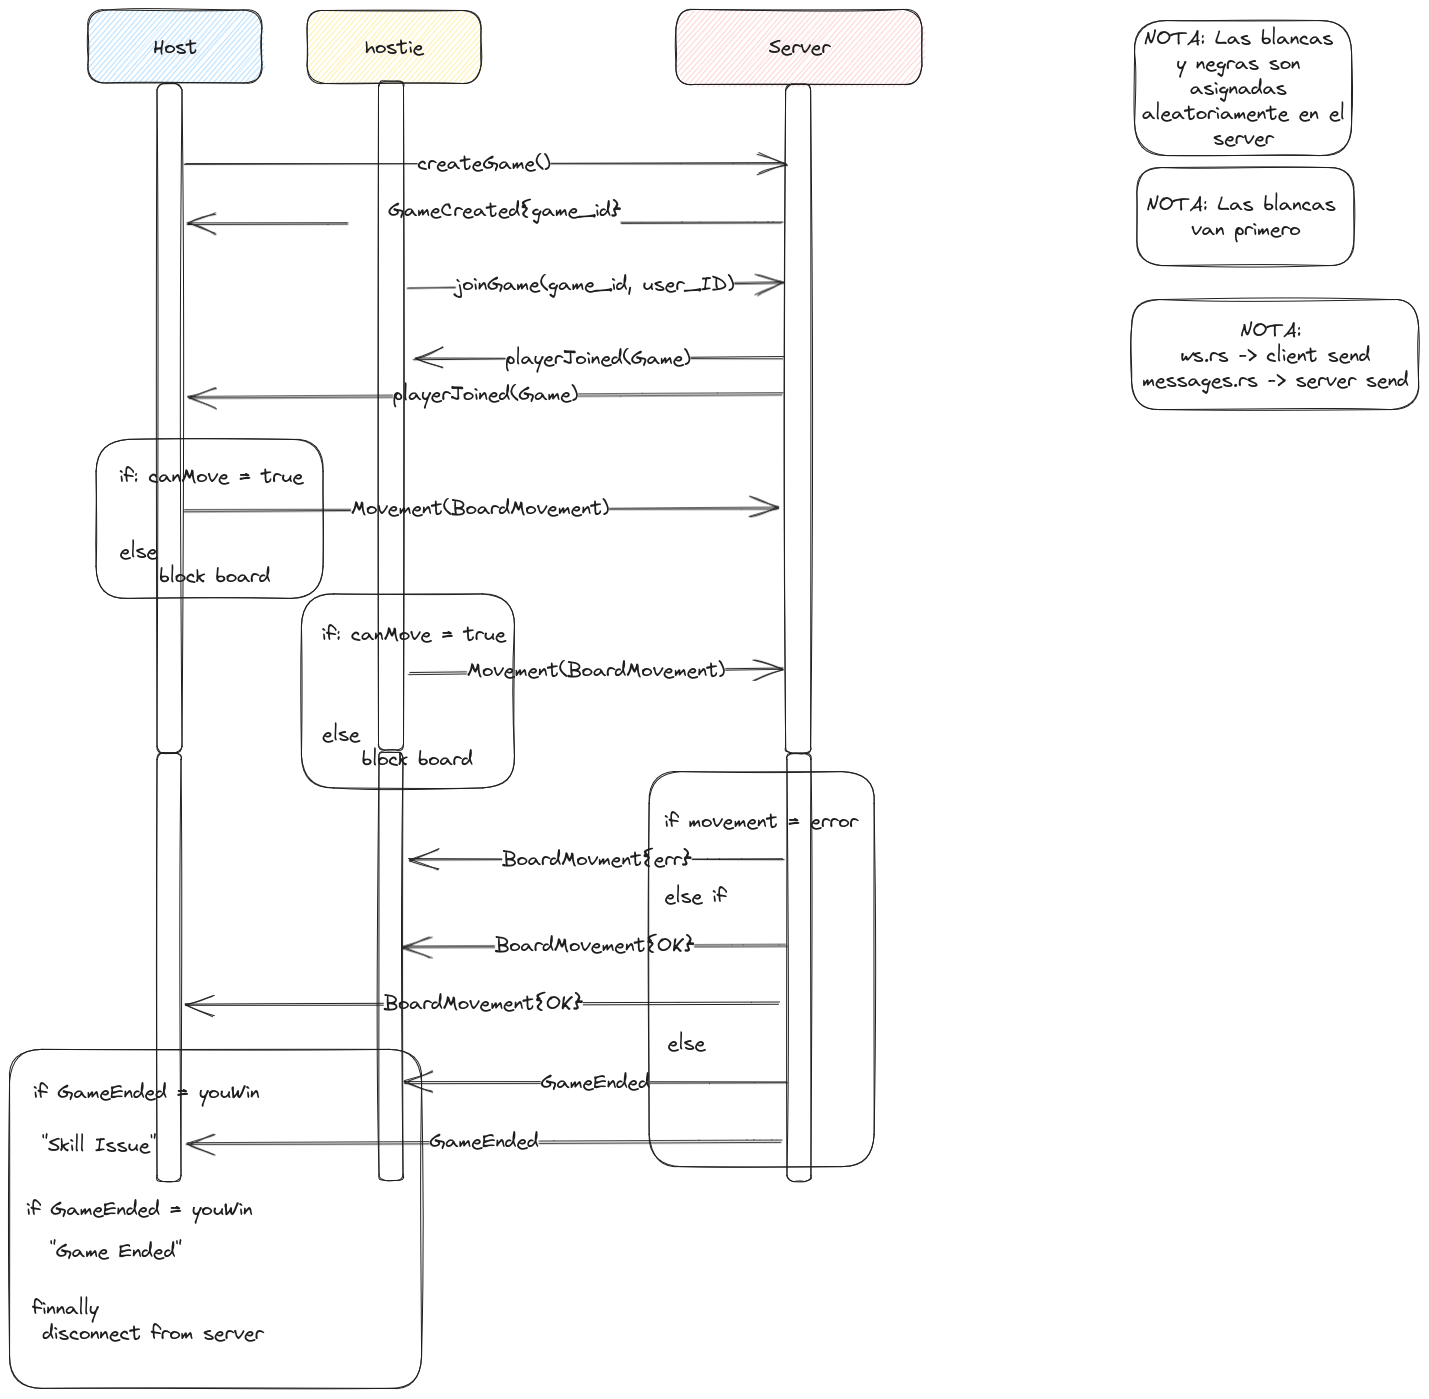 Host
hostie
Server
NOTA: Las blancas
y negras son
asignadas
aleatoriamente en el
server
createGame()
GameCreated{game_id}
NOTA: Las blancas
van primero
joinGame(game_id, user_ID)
NOTA:
ws.rs -> client send
messages.rs -> server send
playerJoined(Game)
playerJoined(Game)
if: canMove = true
Movement(BoardMovement)
else
block board
if: canMove = true
Movement(BoardMovement)
else
block board
if movement = error
BoardMovment{err}
else if
BoardMovement{OK}
BoardMovement{OK}
else
GameEnded
if GameEnded = youWin
GameEnded
"Skill Issue"
if GameEnded = youWin
"Game Ended"
finnally
disconnect from server